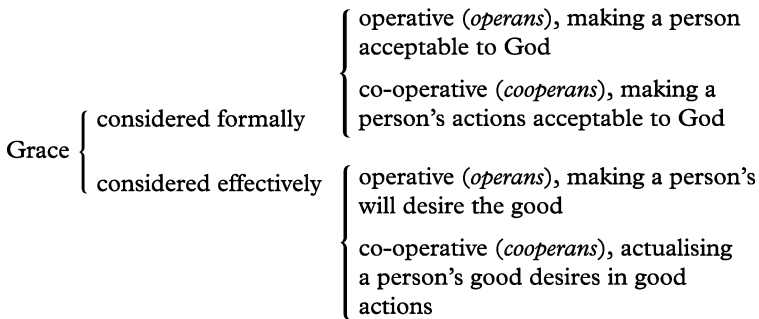 Grace
considered formally
operative (operans), making a person
acceptable to God
co-operative (cooperans), making a
person's actions acceptable to God
considered effectively
operative (operans), making a person's
will desire the good
co-operative (cooperans), actualising
a person's good desires in good
actions